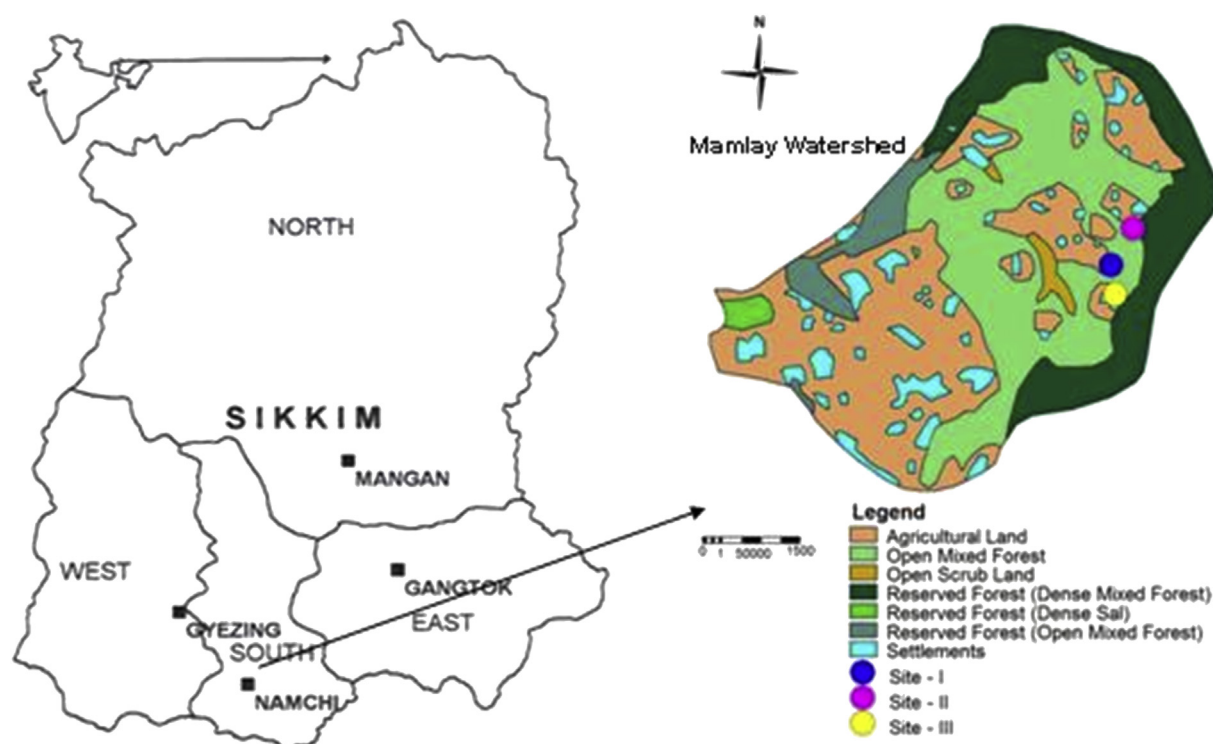 N
Mamlay Watershed
NORTH
SIKKIM
MANGAN
WEST
GANGTOK
EAST
GYEZING
SOUTH
NAMCHI
0 1 50000 1500
Legend
Agricultural Land
Open Mixed Forest
Open Scrub Land
Reserved Forest (Dense Mixed Forest)
Reserved Forest (Dense Sal)
Reserved Forest (Open Mixed Forest)
Settlements
Site - I
Site - II
Site - III